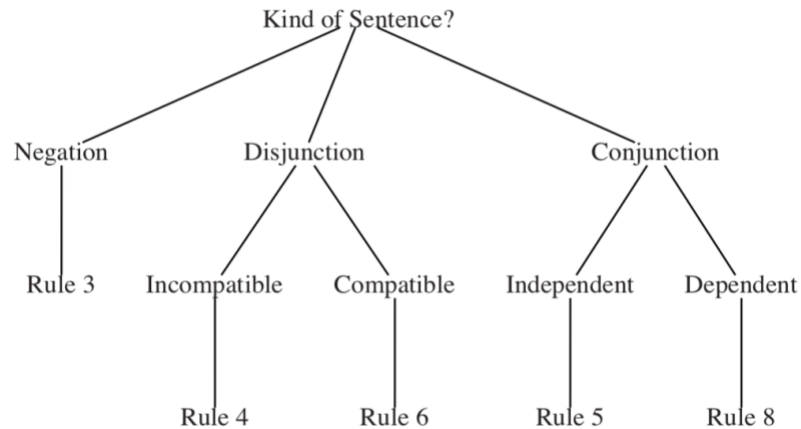 Kind of Sentence?
Negation Disjunction Conjunction
Rule 3 Incompatible Compatible Independent Dependent
Rule 4 Rule 6 Rule 5 Rule 8